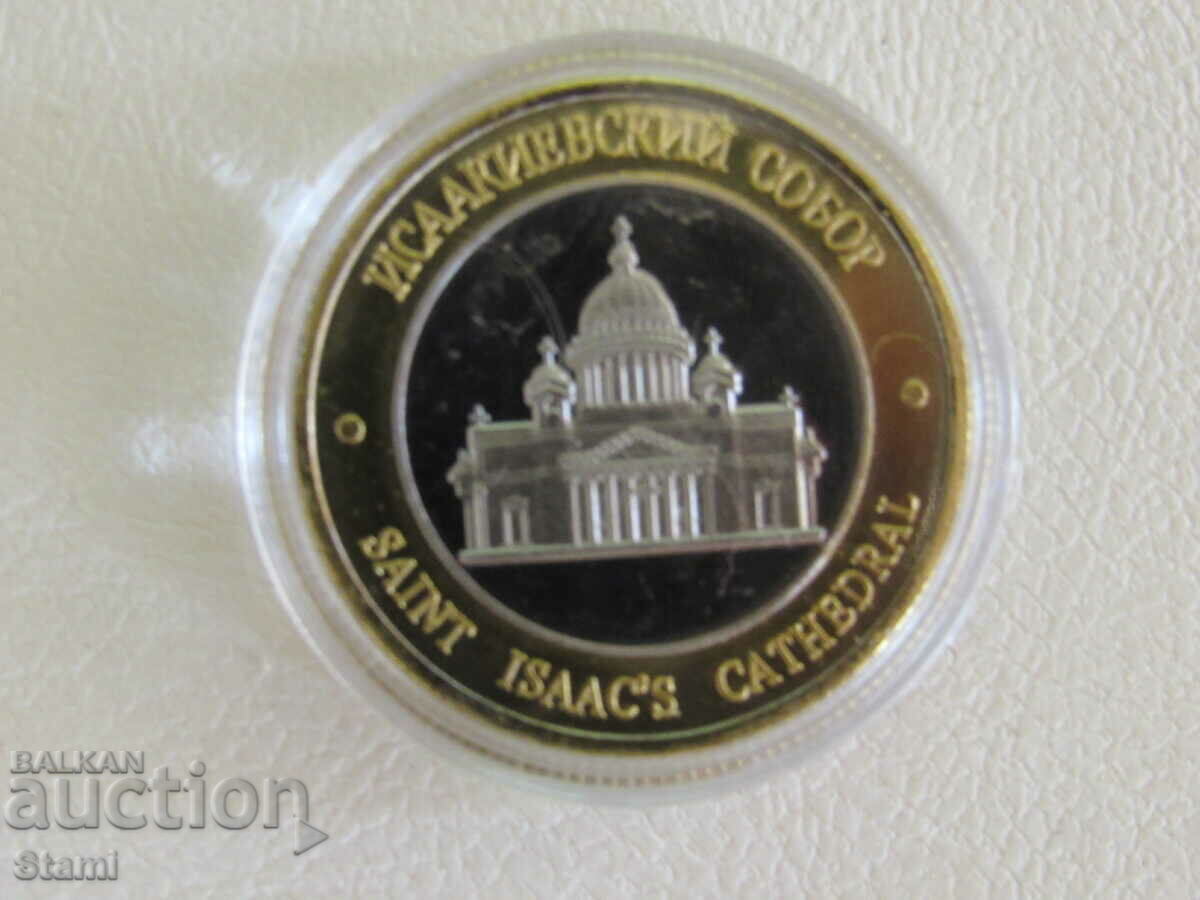 ИСААКИЕВСКИЙ СОБОР
SAINT ISAAC'S CATHEDRAL
BALKAN
auction
Stami